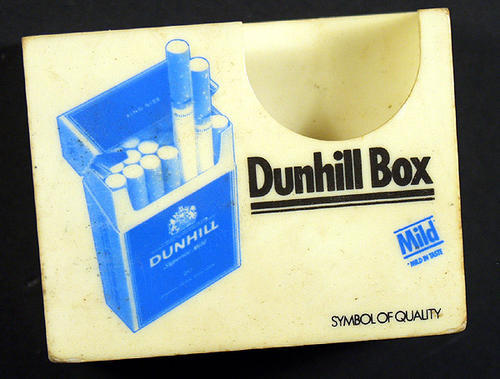 KING SIZE
Dunhill Box
DUNHILL
Superior Mild
Mild
• MILD IN TASTE
SYMBOL OF QUALITY